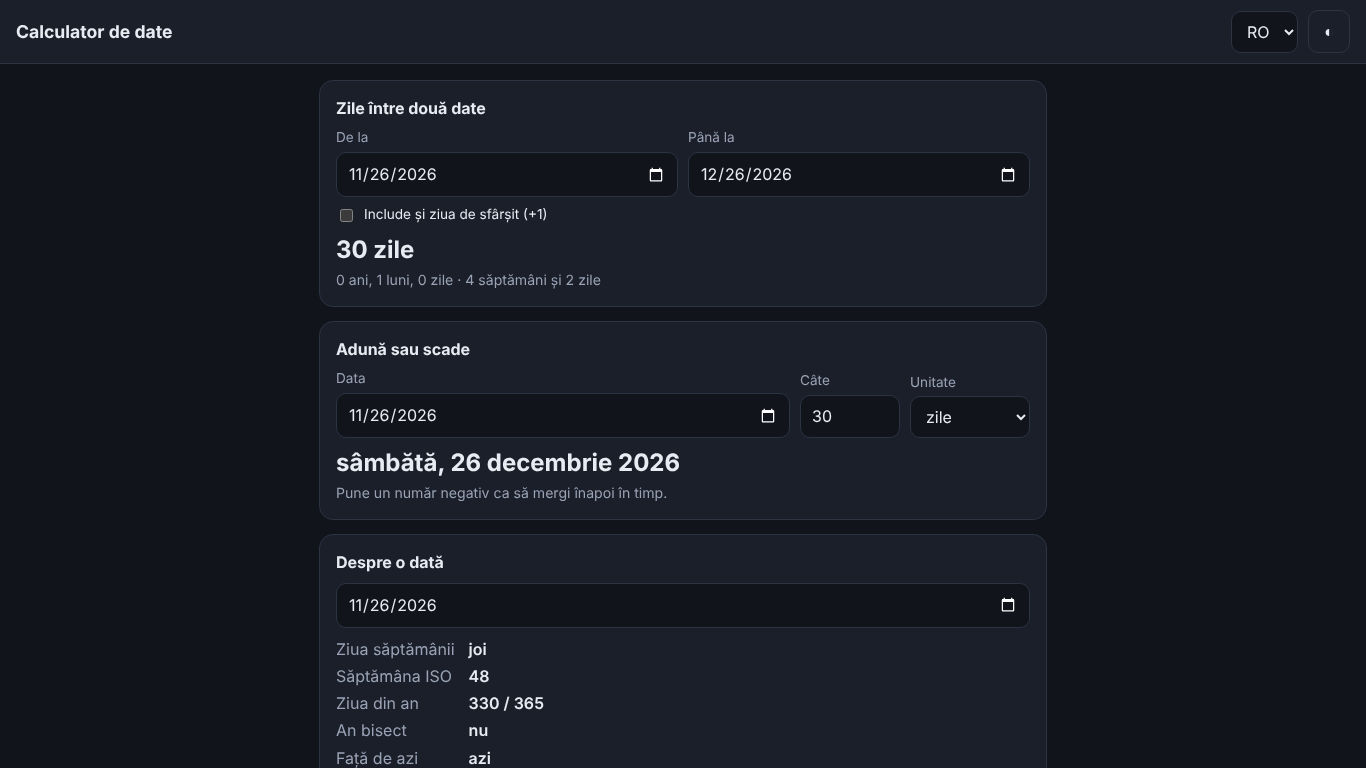 Calculator de date
RO
Zile între două date
De la
Până la
11/26/2026
12/26/2026
Include și ziua de sfârșit (+1)
30 zile
0 ani, 1 luni, 0 zile · 4 săptămâni și 2 zile
Adună sau scade
Data
Câte
Unitate
11/26/2026
30
zile
sâmbătă, 26 decembrie 2026
Pune un număr negativ ca să mergi înapoi în timp.
Despre o dată
11/26/2026
Ziua săptămânii joi
Săptămâna ISO 48
Ziua din an 330 / 365
An bisect nu
Față de azi azi